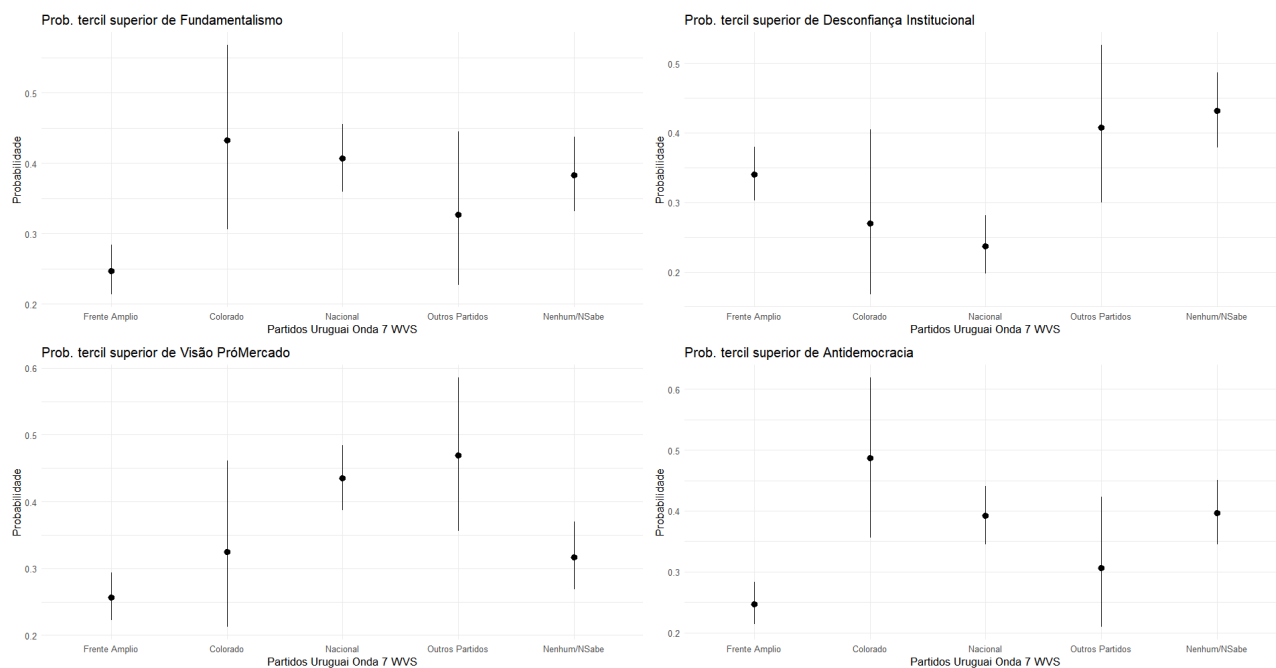 Prob. tercil superior de Fundamentalismo
Probabilidade
0.5
0.4
0.3
0.2
Frente Amplio Colorado Nacional Outros Partidos Nenhum/NSabe
Partidos Uruguai Onda 7 WVS
Prob. tercil superior de Desconfiança Institucional
Probabilidade
0.5
0.4
0.3
0.2
Frente Amplio Colorado Nacional Outros Partidos Nenhum/NSabe
Partidos Uruguai Onda 7 WVS
Prob. tercil superior de Visão PróMercado
Probabilidade
0.6
0.5
0.4
0.3
0.2
Frente Amplio Colorado Nacional Outros Partidos Nenhum/NSabe
Partidos Uruguai Onda 7 WVS
Prob. tercil superior de Antidemocracia
Probabilidade
0.6
0.5
0.4
0.3
0.2
Frente Amplio Colorado Nacional Outros Partidos Nenhum/NSabe
Partidos Uruguai Onda 7 WVS